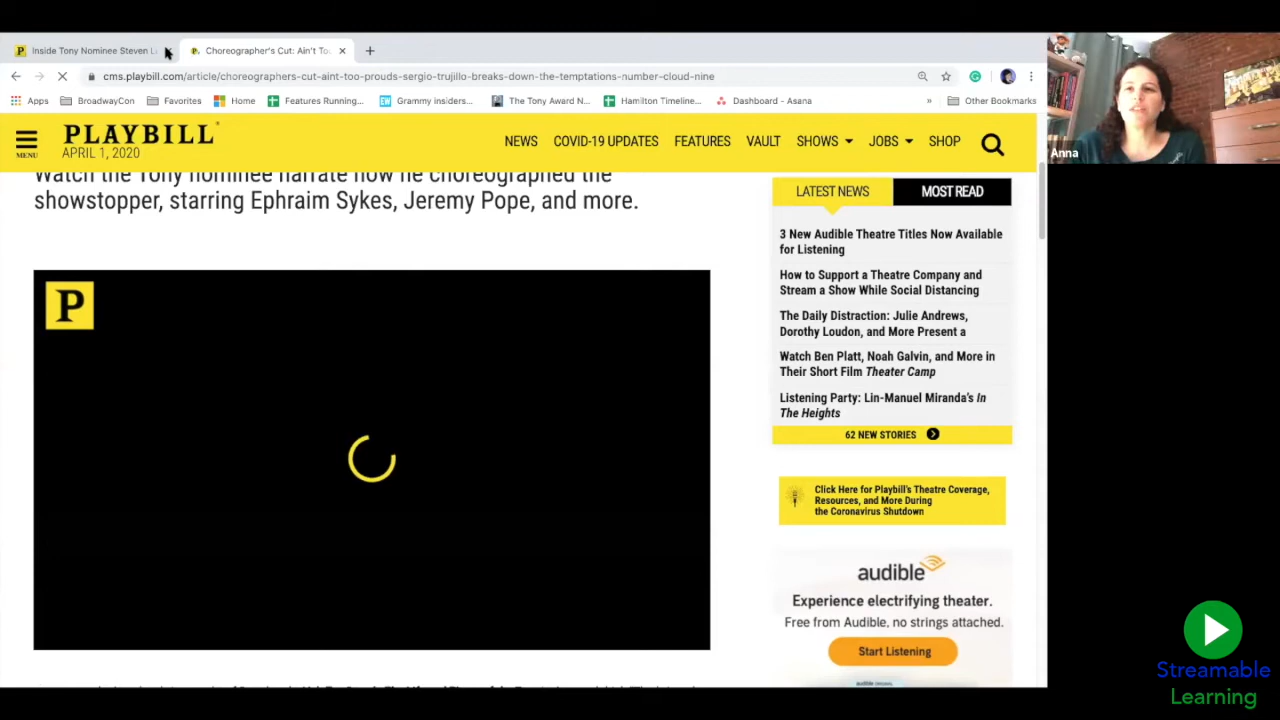 Inside Tony Nominee Steven L
Choreographer's Cut: Ain't Too
cms.playbill.com/article/choreographers-cut-aint-too-prouds-sergio-trujillo-breaks-down-the-temptations-number-cloud-nine
Apps BroadwayCon Favorites Home Features Running... Grammy insiders... The Tony Award N... Hamilton Timeline... Dashboard - Asana » Other Bookmarks
MENU
PLAYBILL
APRIL 1, 2020
NEWS COVID-19 UPDATES FEATURES VAULT SHOWS JOBS SHOP
Anna
Watch the Tony nominee narrate how he choreographed the
showstopper, starring Ephraim Sykes, Jeremy Pope, and more.
P
LATEST NEWS MOST READ
3 New Audible Theatre Titles Now Available
for Listening
How to Support a Theatre Company and
Stream a Show While Social Distancing
The Daily Distraction: Julie Andrews,
Dorothy Loudon, and More Present a
Watch Ben Platt, Noah Galvin, and More in
Their Short Film Theater Camp
Listening Party: Lin-Manuel Miranda's In
The Heights
62 NEW STORIES
Click Here for Playbill's Theatre Coverage,
Resources, and More During
the Coronavirus Shutdown
audible
Experience electrifying theater.
Free from Audible, no strings attached.
Start Listening
Streamable
Learning